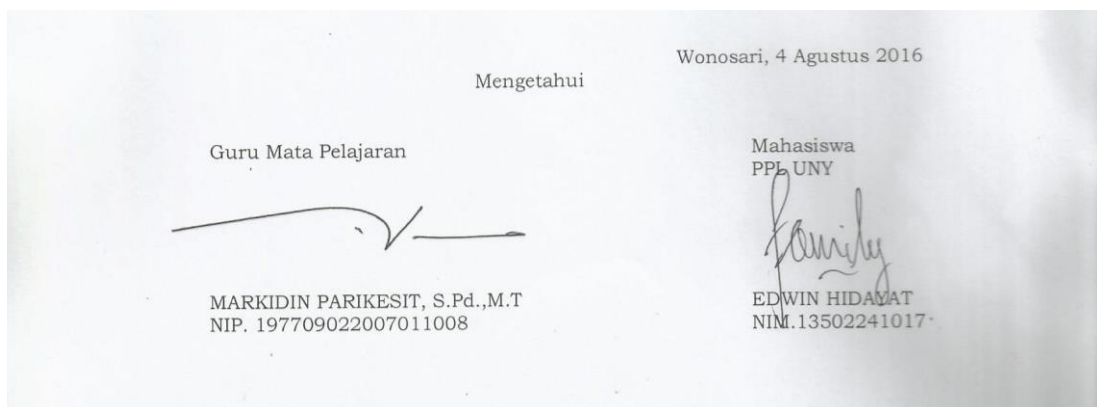 Wonosari, 4 Agustus 2016
Mengetahui
Guru Mata Pelajaran
MARKIDIN PARIKESIT, S.Pd.,M.T
NIP. 197709022007011008
Mahasiswa
PPL UNY
Family
EDWIN HIDAYAT
NIM.13502241017